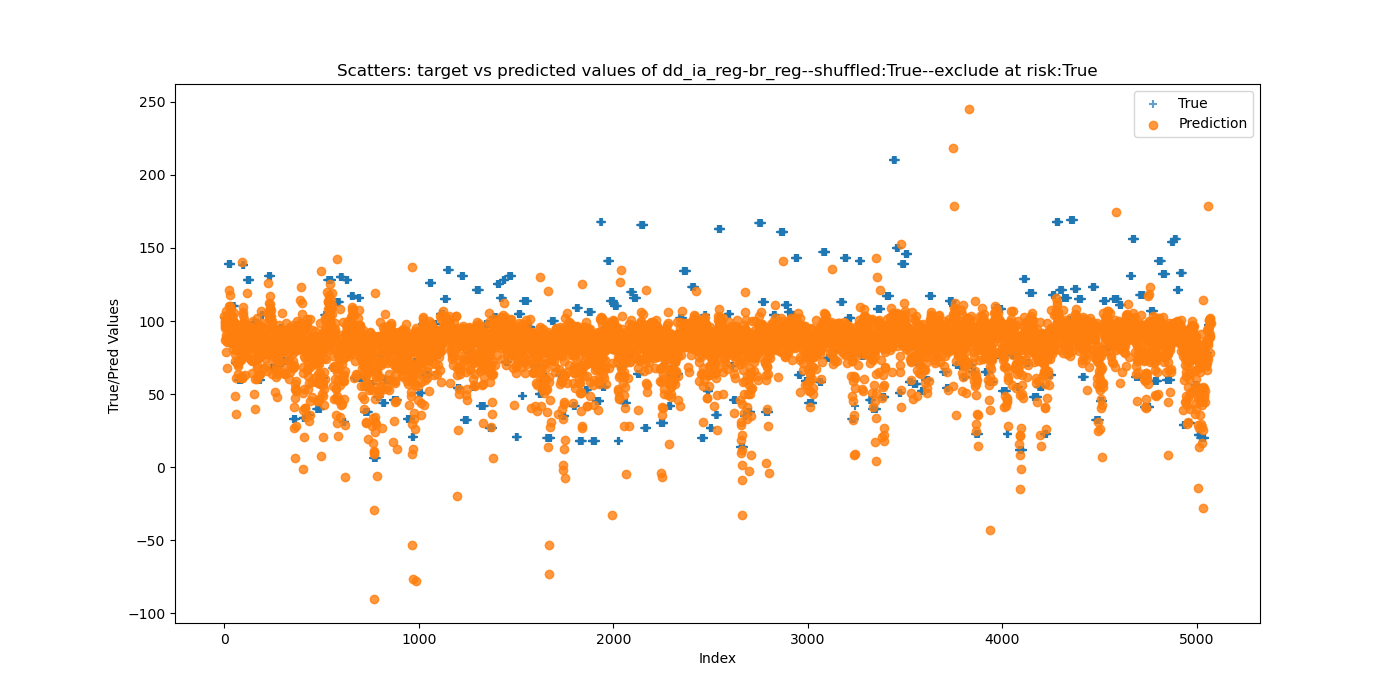 Scatters: target vs predicted values of dd_ia_reg-br_reg--shuffled:True--exclude at risk:True
True
Prediction
250
200
150
100
50
0
−50
−100
True/Pred Values
0 1000 2000 3000 4000 5000
Index